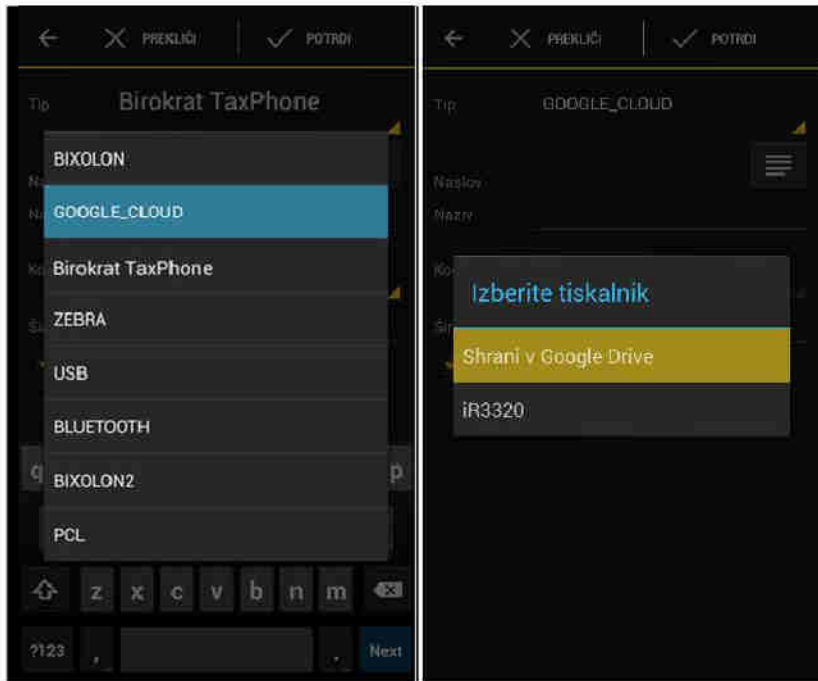 PREKLIČI POTRDI
Tip Birokrat TaxPhone
BIXOLON
GOOGLE_CLOUD
Birokrat TaxPhone
ZEBRA
USB
BLUETOOTH
BIXOLON2
PCL
q p
z x c v b n m
?123 , . Next
PREKLIČI POTRDI
Tip GOOGLE_CLOUD
Naslov
Naziv
Izberite tiskalnik
Shrani v Google Drive
iR3320